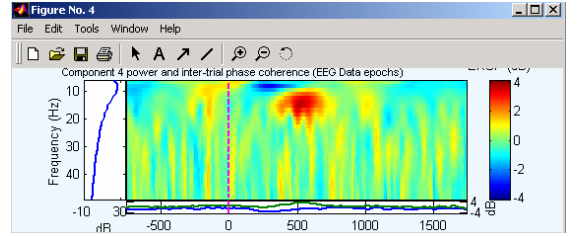 Figure No. 4
File Edit Tools Window Help
A
Component 4 power and inter-trial phase coherence (EEG Data epochs)
ERSP (dB)
10
20
30
40
Frequency (Hz)
4
2
0
-2
-4
-10 30
dB
-500 0 500 1000 1500
4
-4
dB